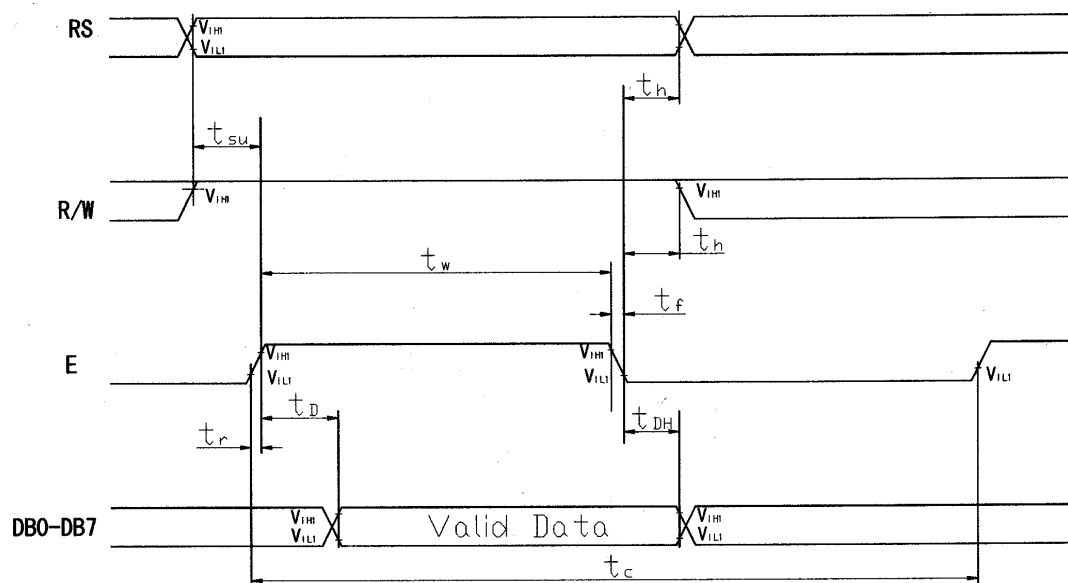 RS
VIH1
VIL1
th
tsu
R/W
VIH1
VIH1
th
tw
tf
E
VIH1
VIL1
VIH1
VIL1
VIL1
tD
tDH
tr
DB0-DB7
VIH1
VIL1
Valid Data
VIH1
VIL1
tc